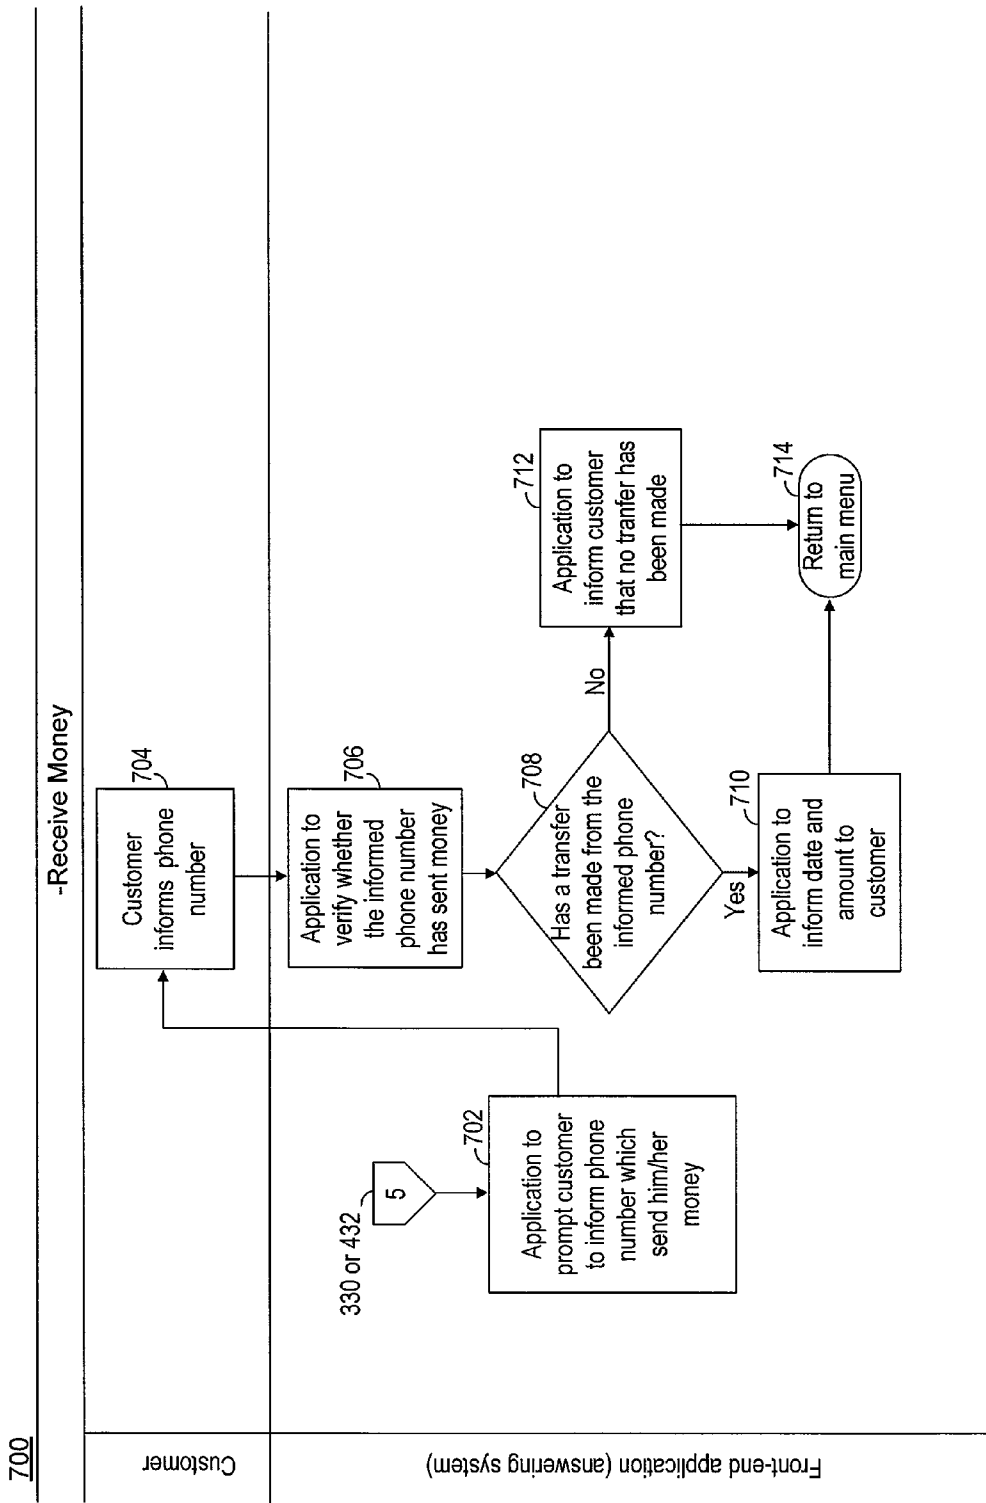 700
-Receive Money
Customer
Front-end application (answering system)
330 or 432
5
702
Application to
prompt customer
to inform phone
number which
send him/her
money
704
Customer
informs phone
number
706
Application to
verify whether
the informed
phone number
has sent money
708
Has a transfer
been made from the
informed phone
number?
No
Yes
712
Application to
inform customer
that no tranfer has
been made
710
Application to
inform date and
amount to
customer
714
Return to
main menu